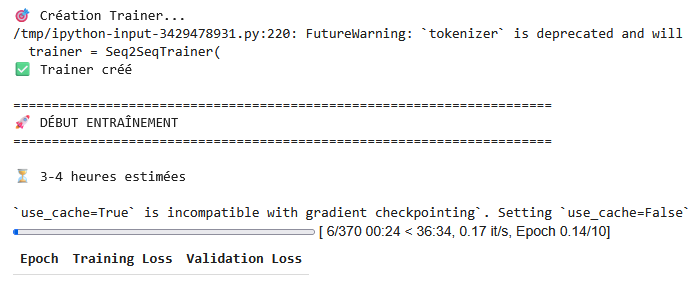 🎯 Création Trainer...
/tmp/ipython-input-3429478931.py:220: FutureWarning: `tokenizer` is deprecated and will
trainer = Seq2SeqTrainer(
✅ Trainer créé
======================================================================
🚀 DÉBUT ENTRAÎNEMENT
======================================================================
⏳ 3-4 heures estimées
`use_cache=True` is incompatible with gradient checkpointing`. Setting `use_cache=False`
[ 6/370 00:24 < 36:34, 0.17 it/s, Epoch 0.14/10]
Epoch Training Loss Validation Loss